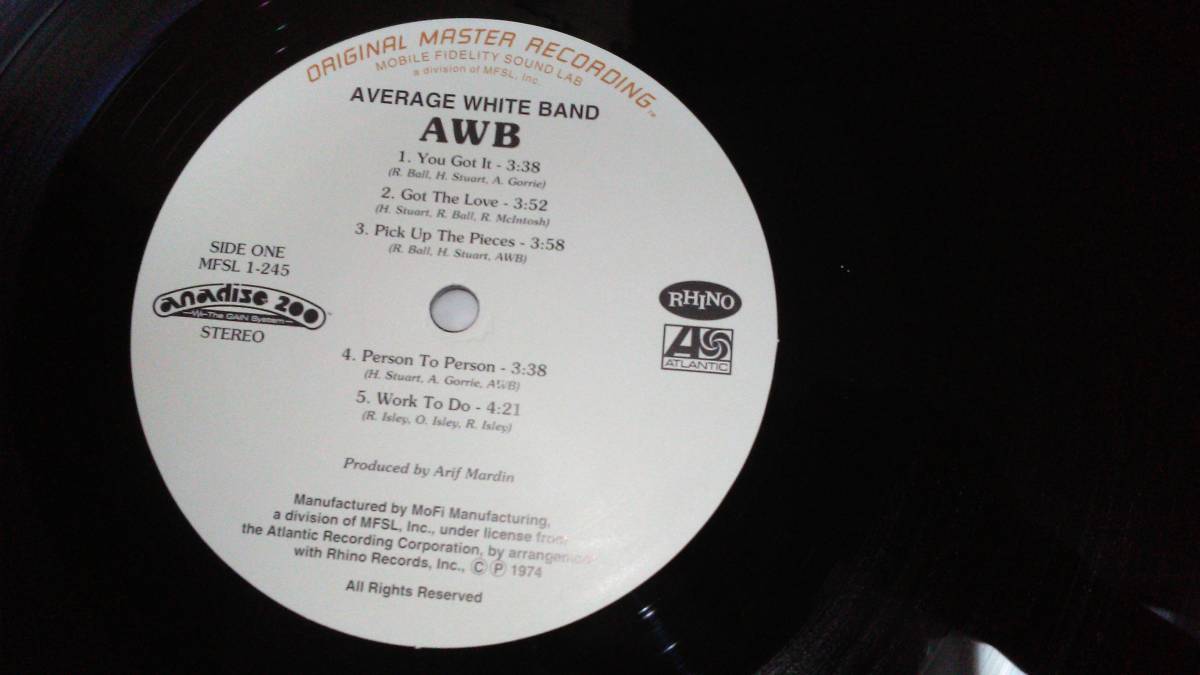 ORIGINAL MASTER RECORDING™
MOBILE FIDELITY SOUND LAB
a division of MFSL, Inc.
AVERAGE WHITE BAND
AWB
1. You Got It - 3:38
(R. Ball, H. Stuart, A. Gorrie)
2. Got The Love - 3:52
(H. Stuart, R. Ball, R. McIntosh)
3. Pick Up The Pieces - 3:58
(R. Ball, H. Stuart, AWB)
SIDE ONE
MFSL 1-245
anadisc 200™
The GAIN System
STEREO
RHINO
ATLANTIC
4. Person To Person - 3:38
(H. Stuart, A. Gorrie, AWB)
5. Work To Do - 4:21
(R. Isley, O. Isley, R. Isley)
Produced by Arif Mardin
Manufactured by MoFi Manufacturing,
a division of MFSL, Inc., under license from
the Atlantic Recording Corporation, by arrangement
with Rhino Records, Inc., Ⓒ Ⓟ 1974
All Rights Reserved